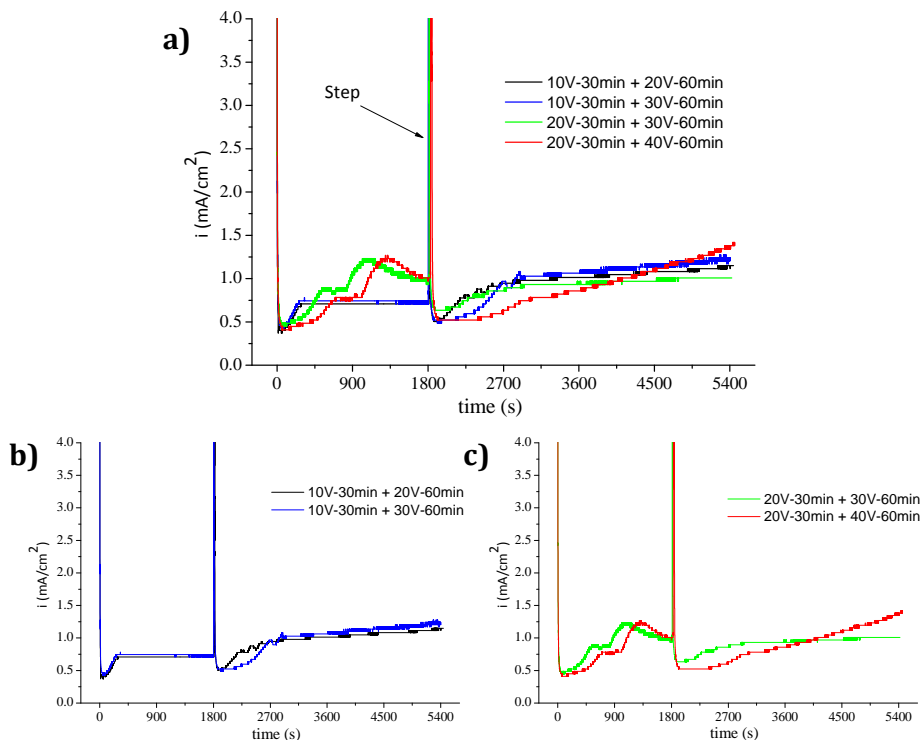 a)
4.0
3.5
3.0
2.5
2.0
1.5
1.0
0.5
0.0
i (mA/cm²)
Step
10V-30min + 20V-60min
10V-30min + 30V-60min
20V-30min + 30V-60min
20V-30min + 40V-60min
0 900 1800 2700 3600 4500 5400
time (s)
b)
4.0
3.5
3.0
2.5
2.0
1.5
1.0
0.5
0.0
i (mA/cm²)
10V-30min + 20V-60min
10V-30min + 30V-60min
0 900 1800 2700 3600 4500 5400
time (s)
c)
4.0
3.5
3.0
2.5
2.0
1.5
1.0
0.5
0.0
i (mA/cm²)
20V-30min + 30V-60min
20V-30min + 40V-60min
0 900 1800 2700 3600 4500 5400
time (s)